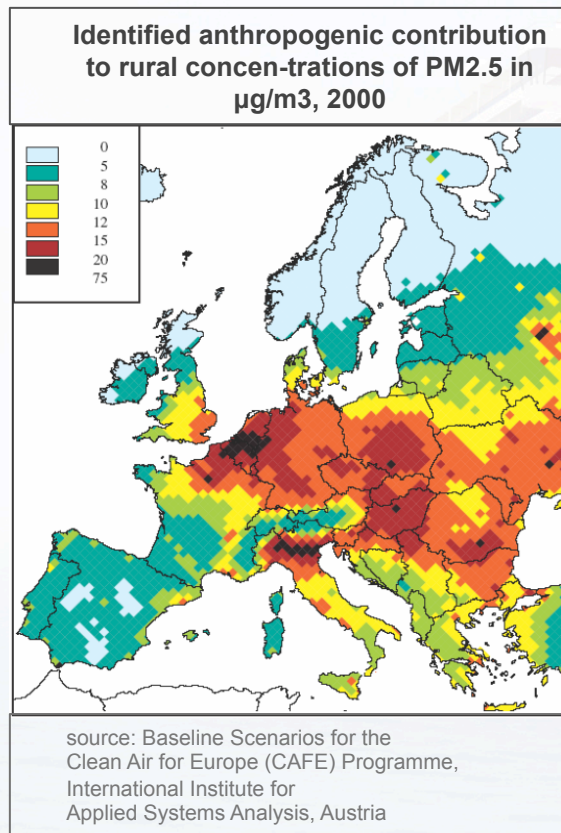 Identified anthropogenic contribution
to rural concen-trations of PM2.5 in
µg/m3, 2000
0
5
8
10
12
15
20
75
source: Baseline Scenarios for the
Clean Air for Europe (CAFE) Programme,
International Institute for
Applied Systems Analysis, Austria